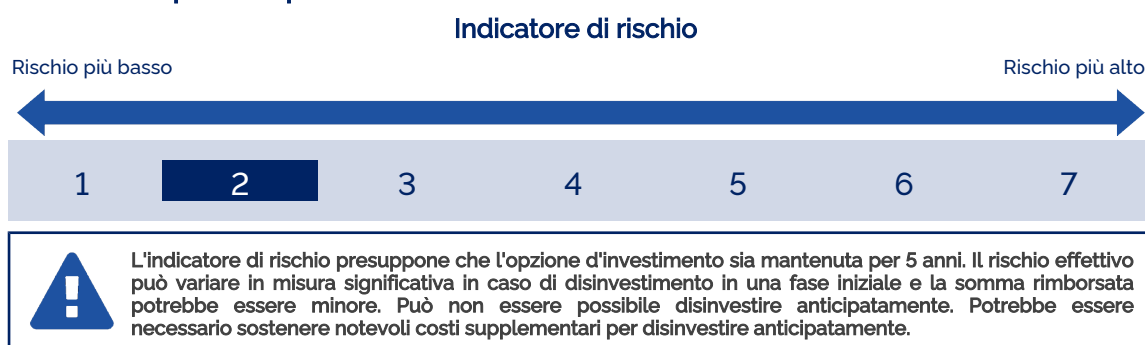 Indicatore di rischio
Rischio più basso Rischio più alto
1 2 3 4 5 6 7
L'indicatore di rischio presuppone che l'opzione d'investimento sia mantenuta per 5 anni. Il rischio effettivo
può variare in misura significativa in caso di disinvestimento in una fase iniziale e la somma rimborsata
potrebbe essere minore. Può non essere possibile disinvestire anticipatamente. Potrebbe essere
necessario sostenere notevoli costi supplementari per disinvestire anticipatamente.